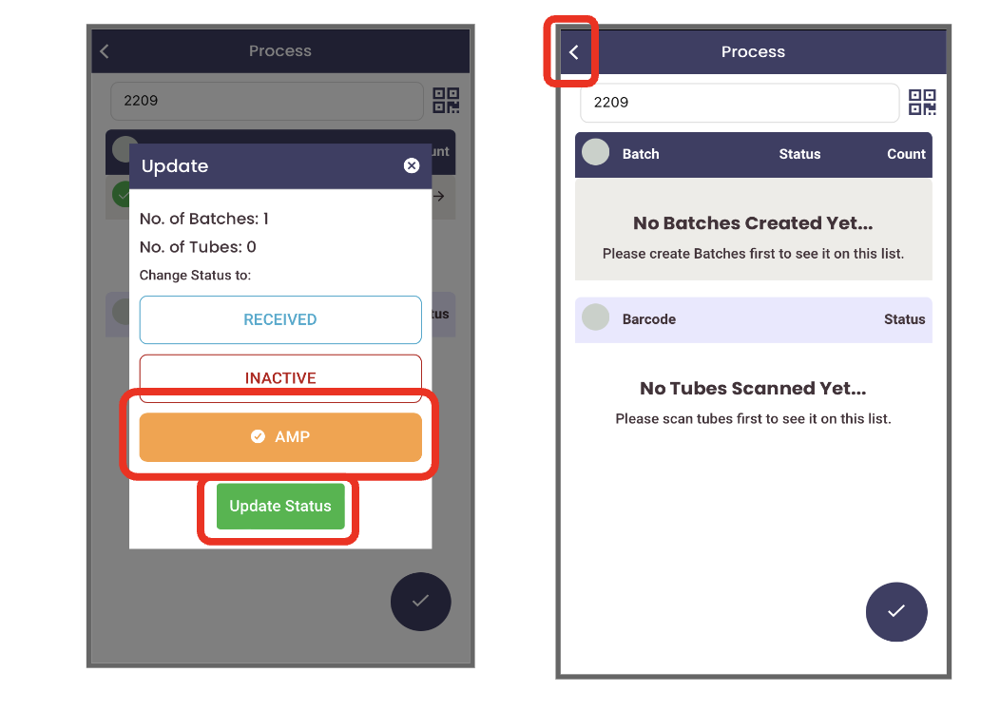 Process
2209
unt
Update
No. of Batches: 1
No. of Tubes: 0
Change Status to:
RECEIVED
tus
INACTIVE
AMP
Update Status
Process
2209
Batch Status Count
No Batches Created Yet...
Please create Batches first to see it on this list.
Barcode Status
No Tubes Scanned Yet...
Please scan tubes first to see it on this list.